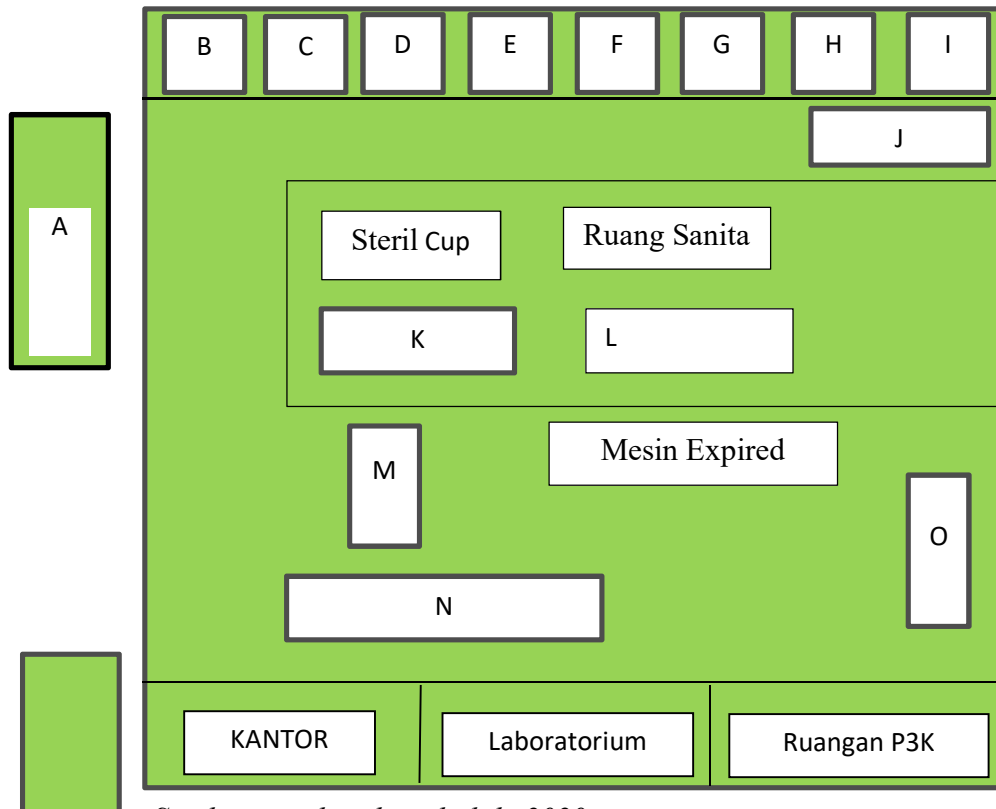 B C D E F G H I
J
A
Steril Cup Ruang Sanita
K L
Mesin Expired
M
O
N
KANTOR Laboratorium Ruangan P3K